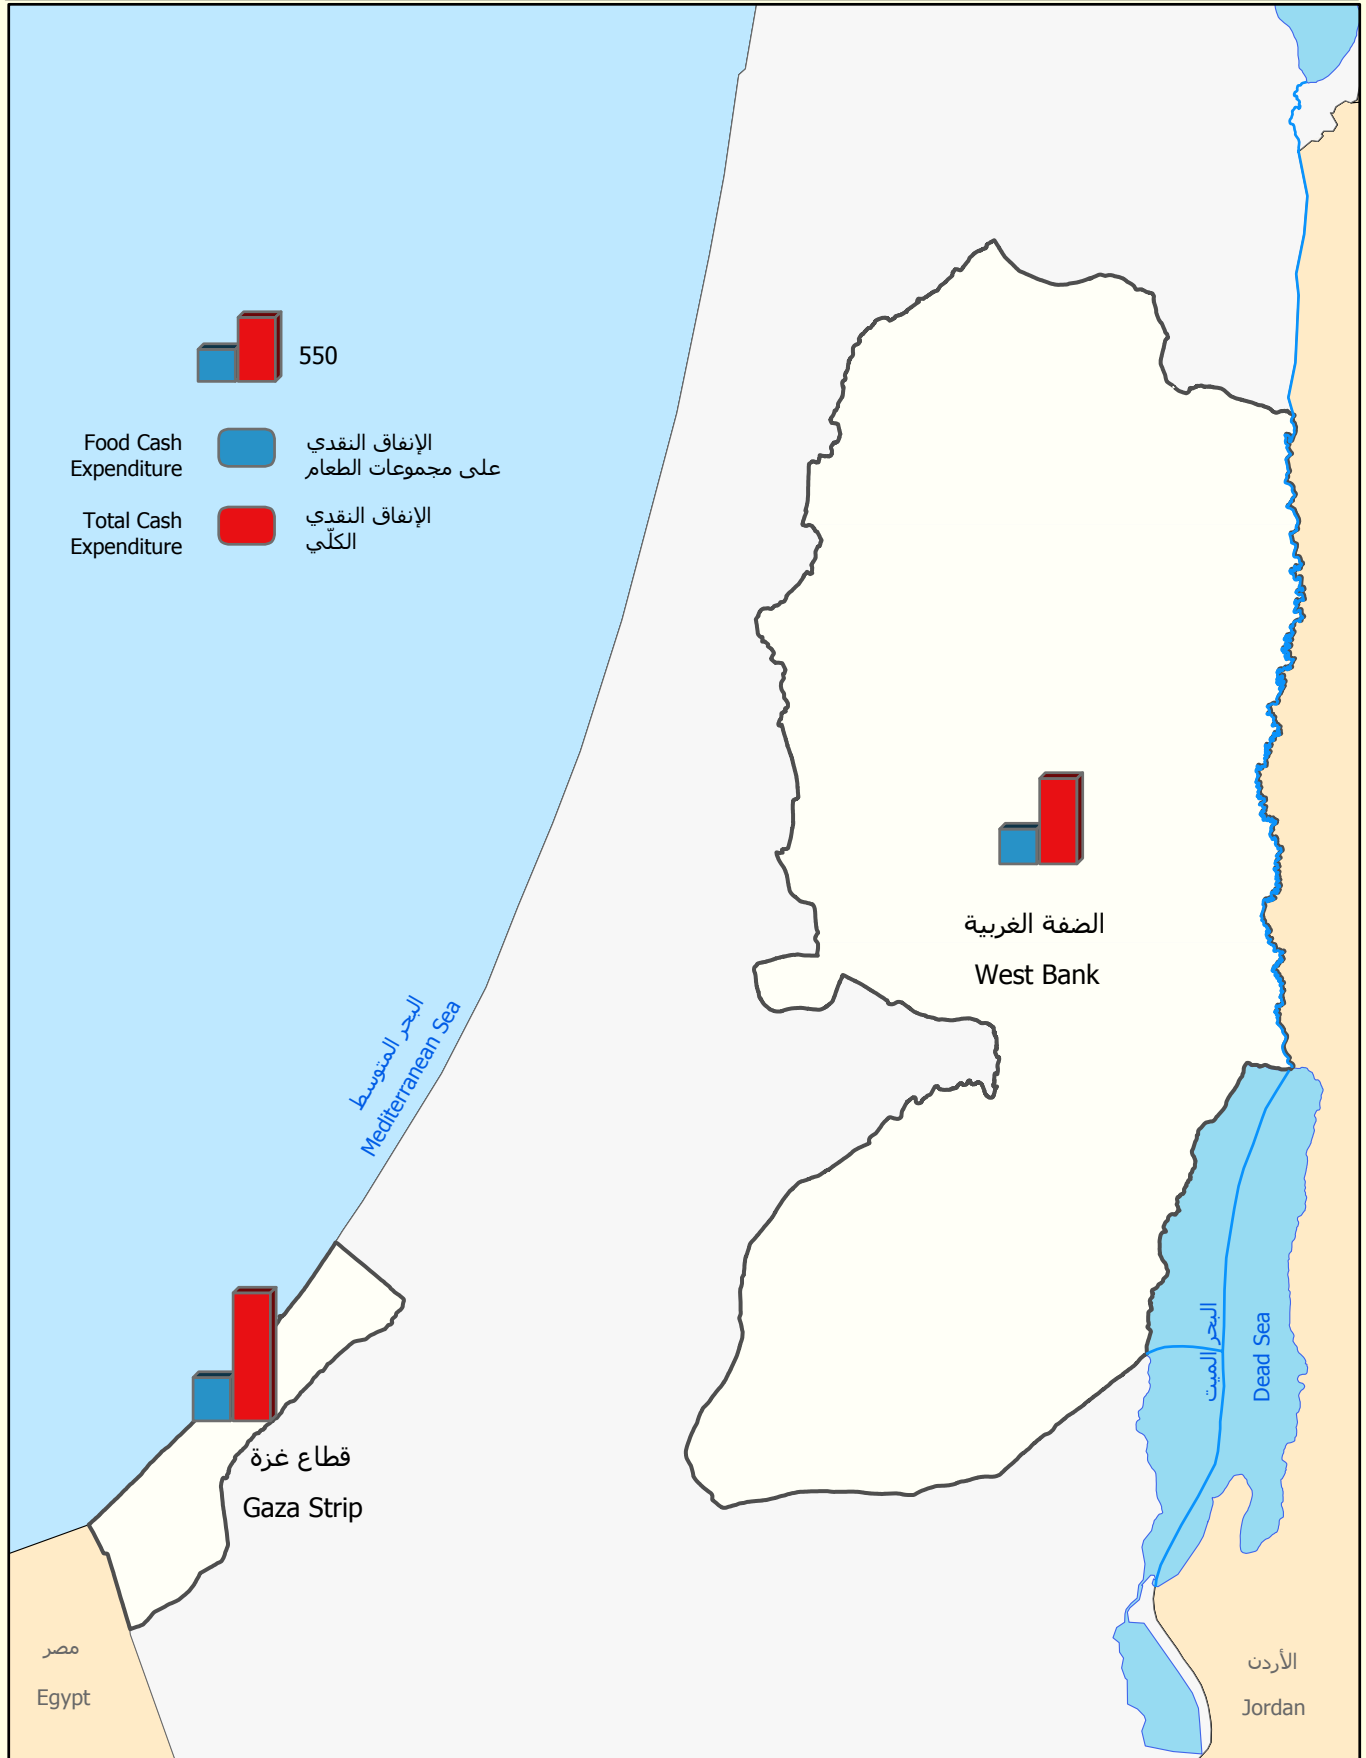 550
Food Cash
Expenditure
الإنفاق النقدي
على مجموعات الطعام
Total Cash
Expenditure
الإنفاق النقدي
الكلّي
الضفة الغربية
West Bank
البحر المتوسط
Mediterranean Sea
البحر الميت
Dead Sea
قطاع غزة
Gaza Strip
مصر
Egypt
الأردن
Jordan